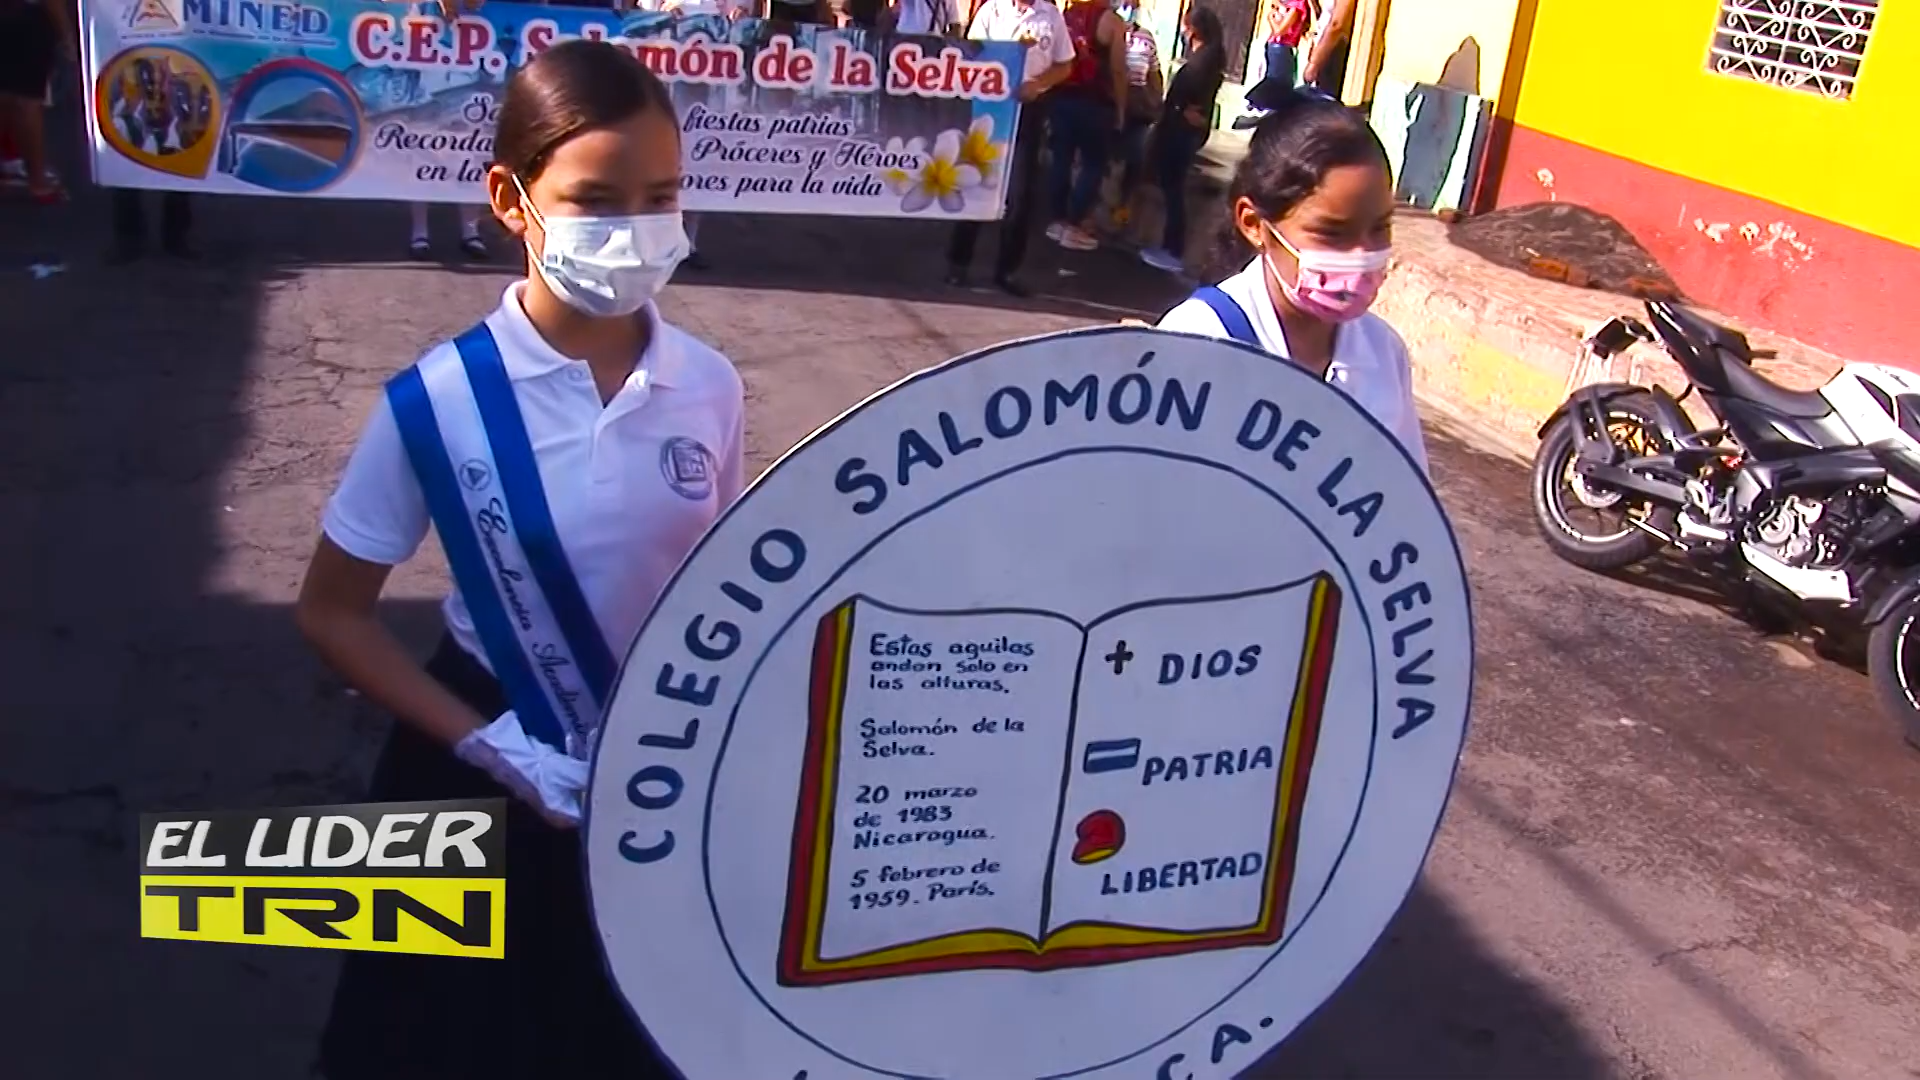 MINED
C.E.P. Salomón de la Selva
fiestas patrias
Recorda Próceres y Héroes
en la ores para la vida
Excelencia Académi
COLEGIO SALOMÓN DE LA SELVA
Estas aguilas
andan solo en
las alturas.
Salomón de la
Selva.
20 marzo
de 1983
Nicaragua.
5 febrero de
1959. París.
+ DIOS
PATRIA
LIBERTAD
C A.
EL LIDER
TRN